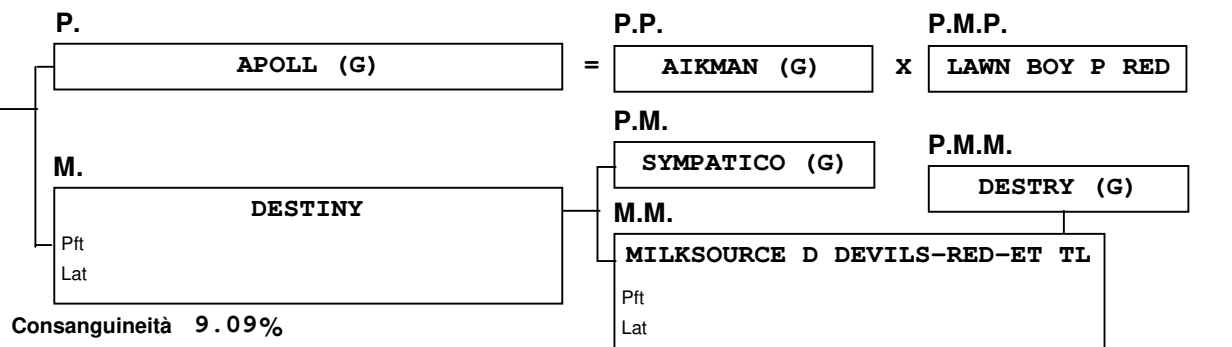 P.
P.P.
P.M.P.
APOLL (G)
=
AIKMAN (G)
X
LAWN BOY P RED
P.M.
SYMPATICO (G)
P.M.M.
DESTRY (G)
M.
DESTINY
Pft
Lat
M.M.
MILKSOURCE D DEVILS-RED-ET TL
Pft
Lat
Consanguineità 9.09%